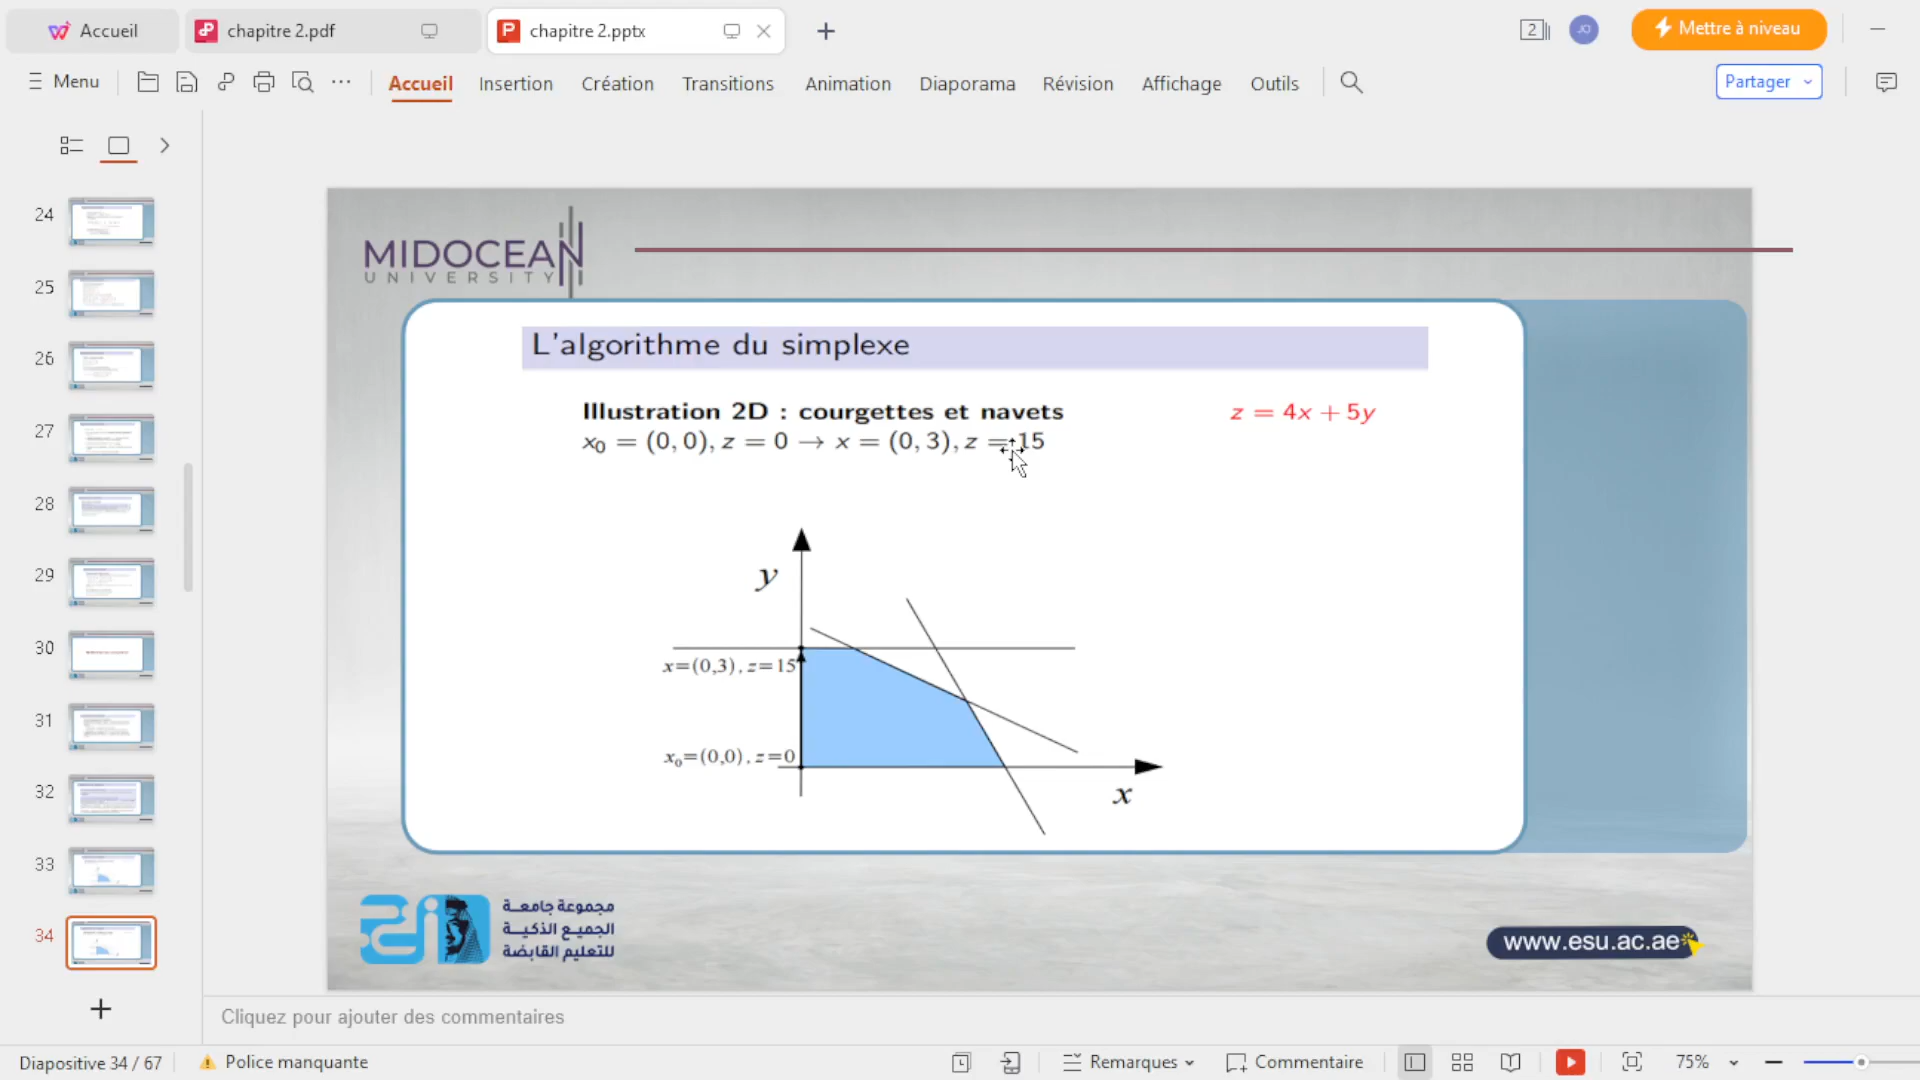 Accueil
chapitre 2.pdf
chapitre 2.pptx
2
JO
Mettre à niveau
Menu
Accueil
Insertion
Création
Transitions
Animation
Diaporama
Révision
Affichage
Outils
Partager
24
25
26
27
28
29
30
31
32
33
34
MIDOCEAN
UNIVERSITY
L'algorithme du simplexe
Illustration 2D : courgettes et navets
z = 4x + 5y
x₀ = (0, 0), z = 0 → x = (0, 3), z = 15
y
x=(0,3), z=15
x₀=(0,0), z=0
x
مجموعة جامعة
الجميع الذكية
للتعليم القابضة
www.esu.ac.ae
Cliquez pour ajouter des commentaires
Diapositive 34 / 67
Police manquante
Remarques
Commentaire
75%